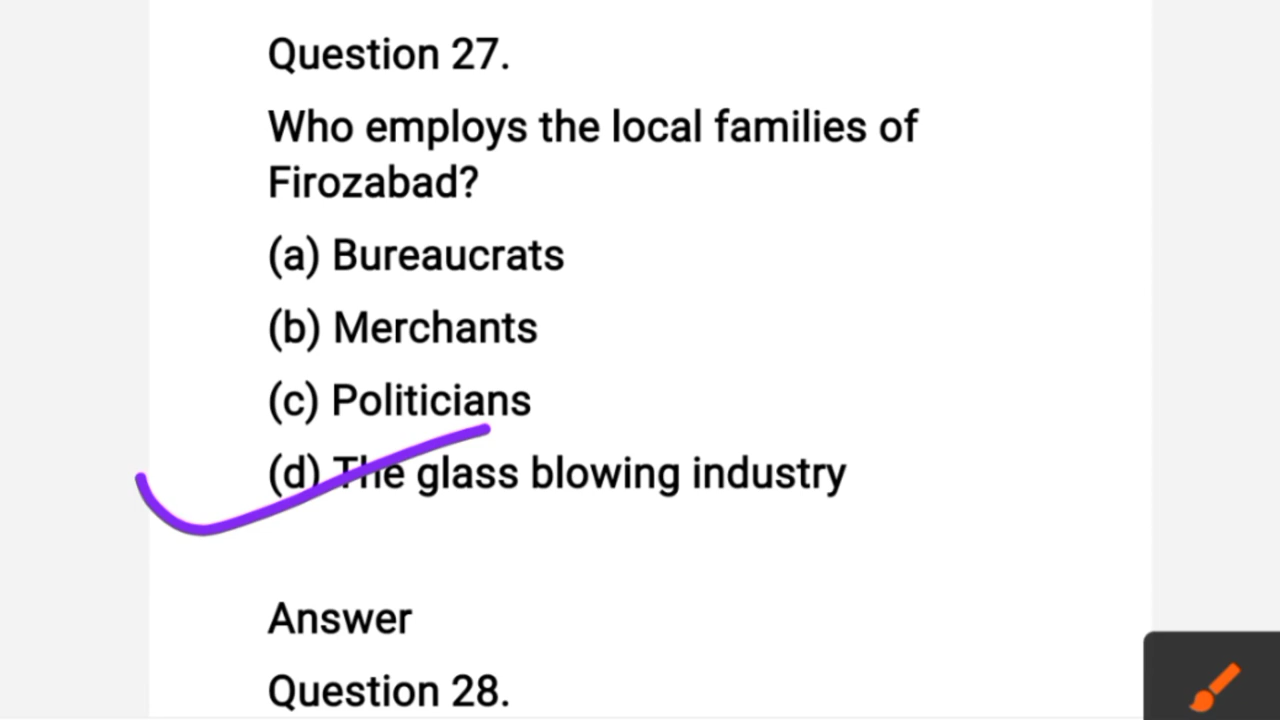 Question 27.
Who employs the local families of
Firozabad?
(a) Bureaucrats
(b) Merchants
(c) Politicians
(d) The glass blowing industry
Answer
Question 28.